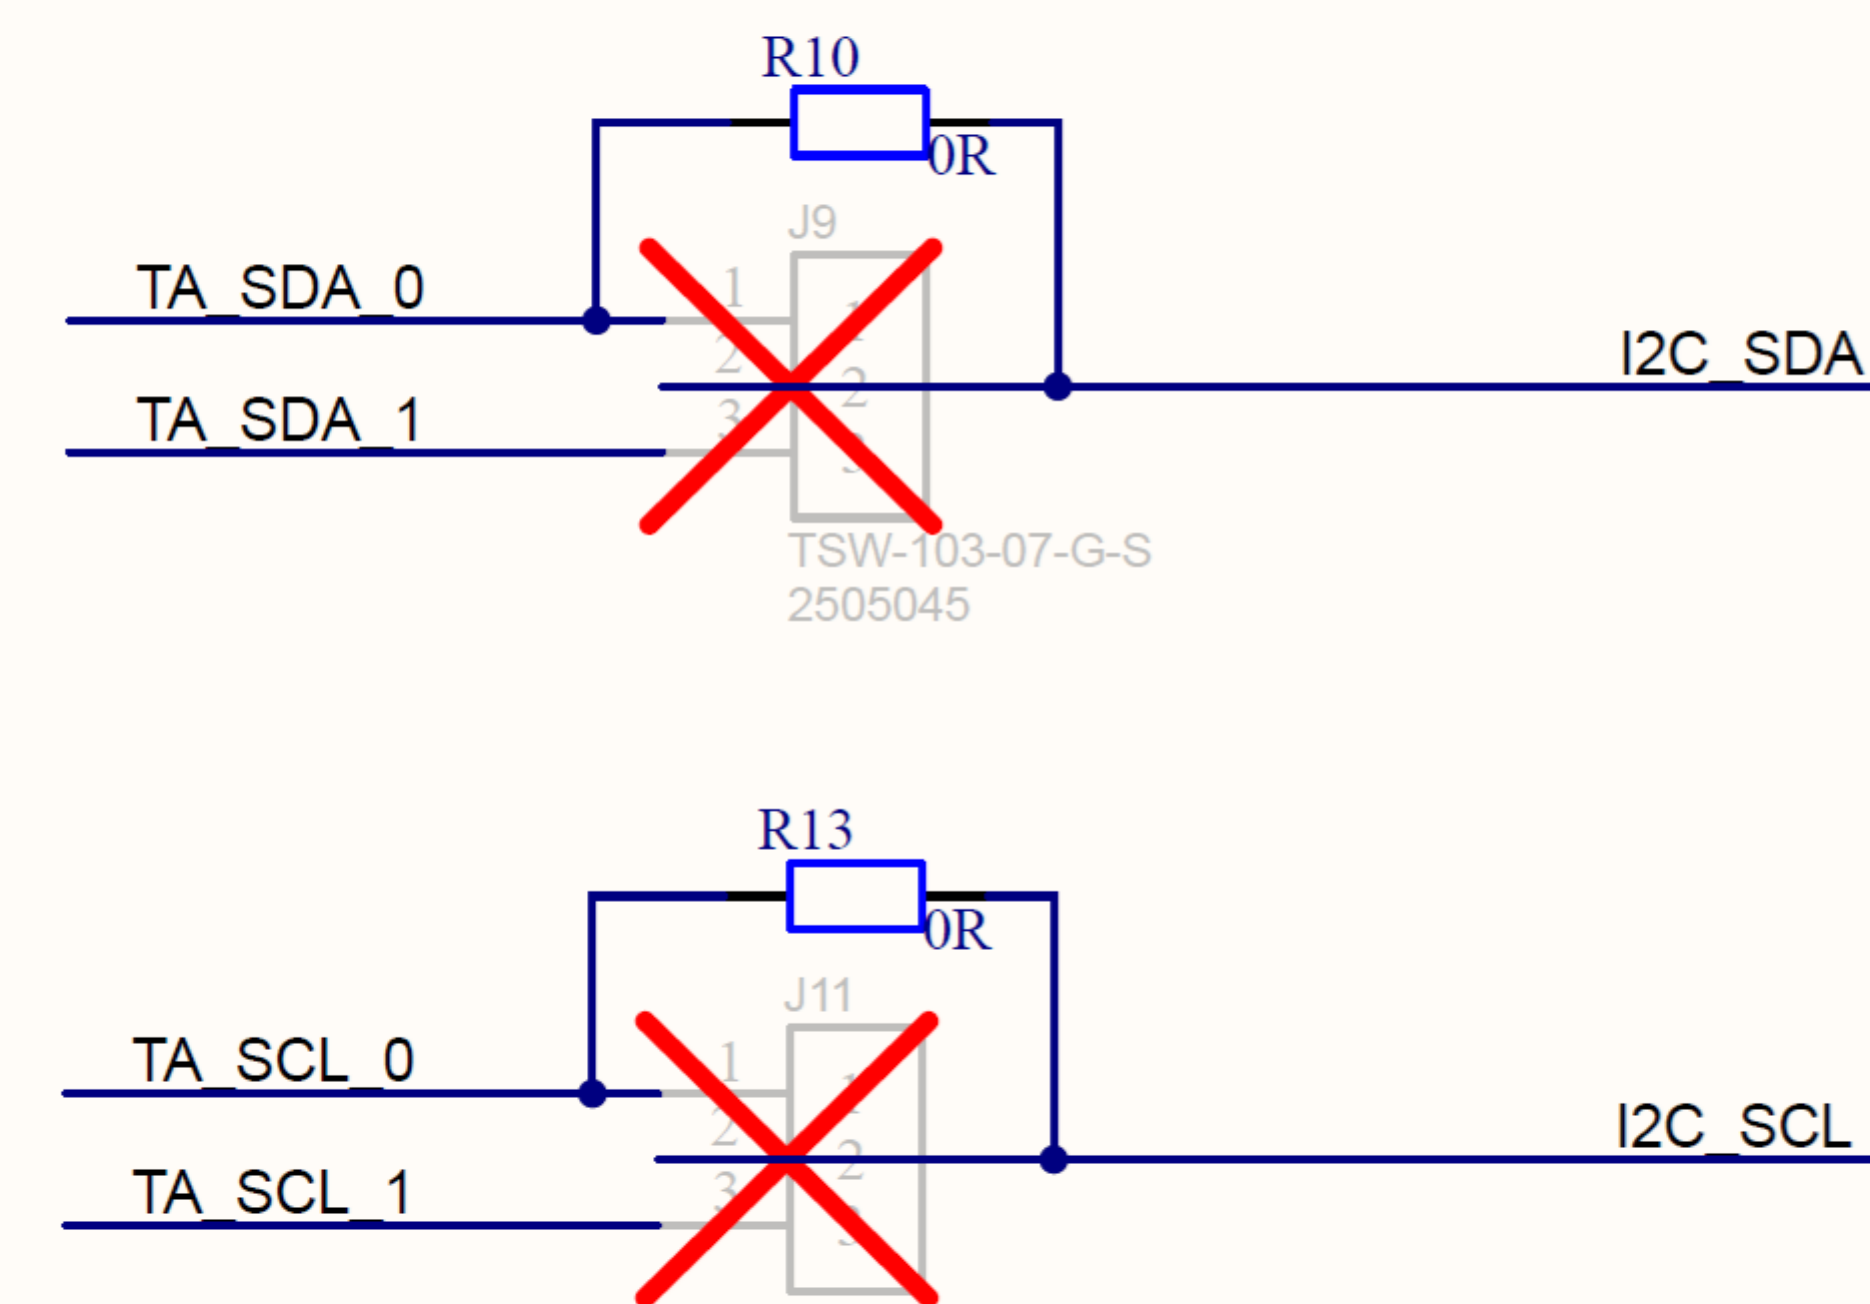 R10
0R
J9
TA_SDA_0
1
1
2
I2C_SDA
2
TA_SDA_1
3
3
TSW-103-07-G-S
2505045
R13
0R
J11
TA_SCL_0
1
1
2
I2C_SCL
2
TA_SCL_1
3
3